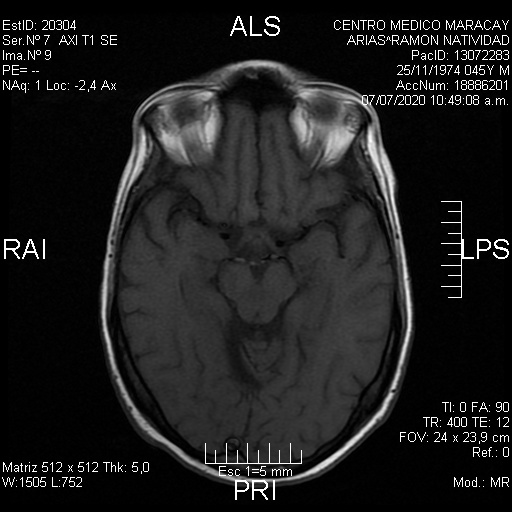 EstID: 20304
Ser.Nº 7 AXI T1 SE
Ima.Nº 9
PE= --
NAq: 1 Loc: -2,4 Ax
ALS
CENTRO MEDICO MARACAY
ARIAS^RAMON NATIVIDAD
PacID: 13072283
25/11/1974 045Y M
AccNum: 18886201
07/07/2020 10:49:08 a.m.
RAI
LPS
TI: 0 FA: 90
TR: 400 TE: 12
FOV: 24 x 23,9 cm
Ref.: 0
Matriz 512 x 512 Thk: 5,0
W:1505 L:752
Esc 1=5 mm
PRI
Mod.: MR